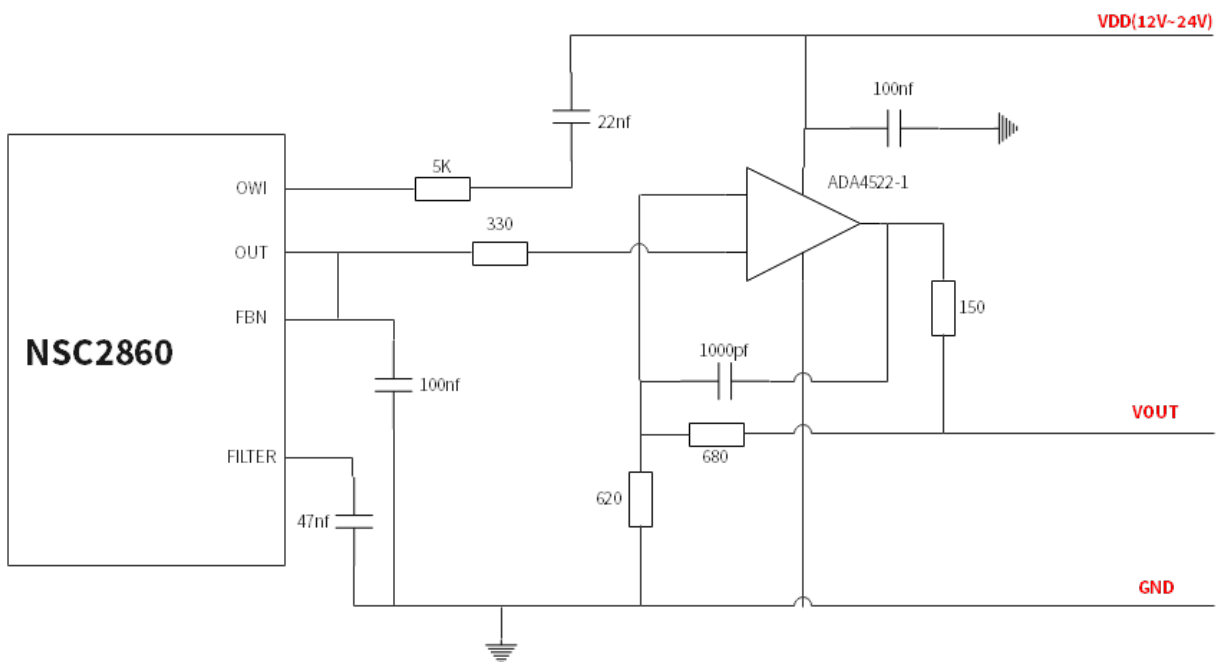 VDD(12V~24V)
100nf
22nf
5K
ADA4522-1
OWI
330
OUT
150
FBN
NSC2860
1000pf
100nf
VOUT
680
FILTER
620
47nf
GND